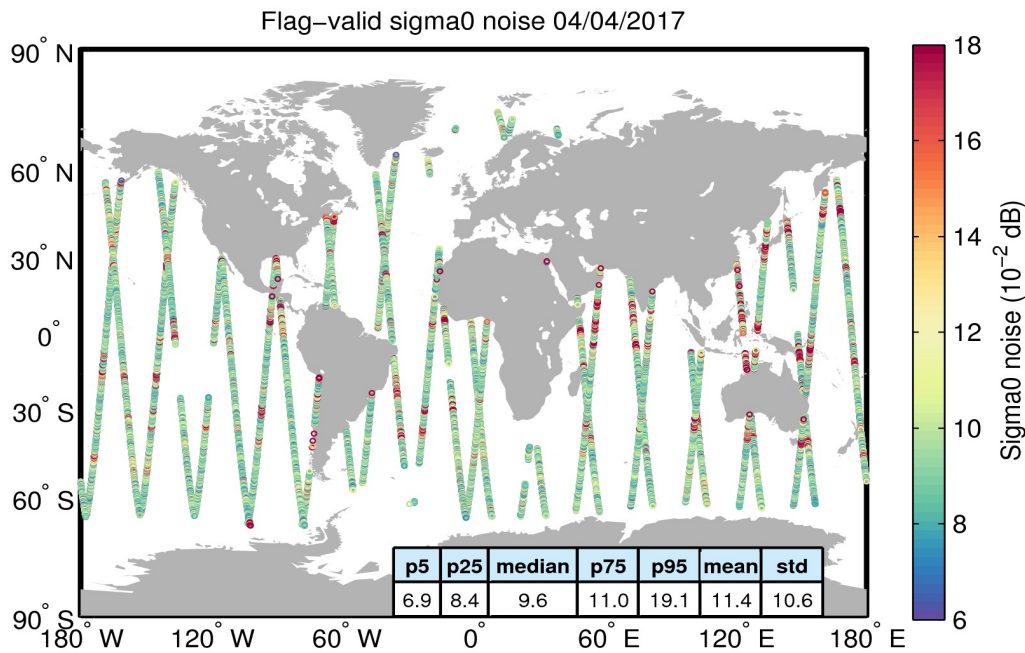 Flag−valid sigma0 noise 04/04/2017
90° N
60° N
30° N
0°
30° S
60° S
90° S
180° W
120° W
60° W
0°
60° E
120° E
180° E
p5 p25 median p75 p95 mean std
6.9 8.4 9.6 11.0 19.1 11.4 10.6
18
16
14
12
10
8
6
Sigma0 noise (10⁻² dB)